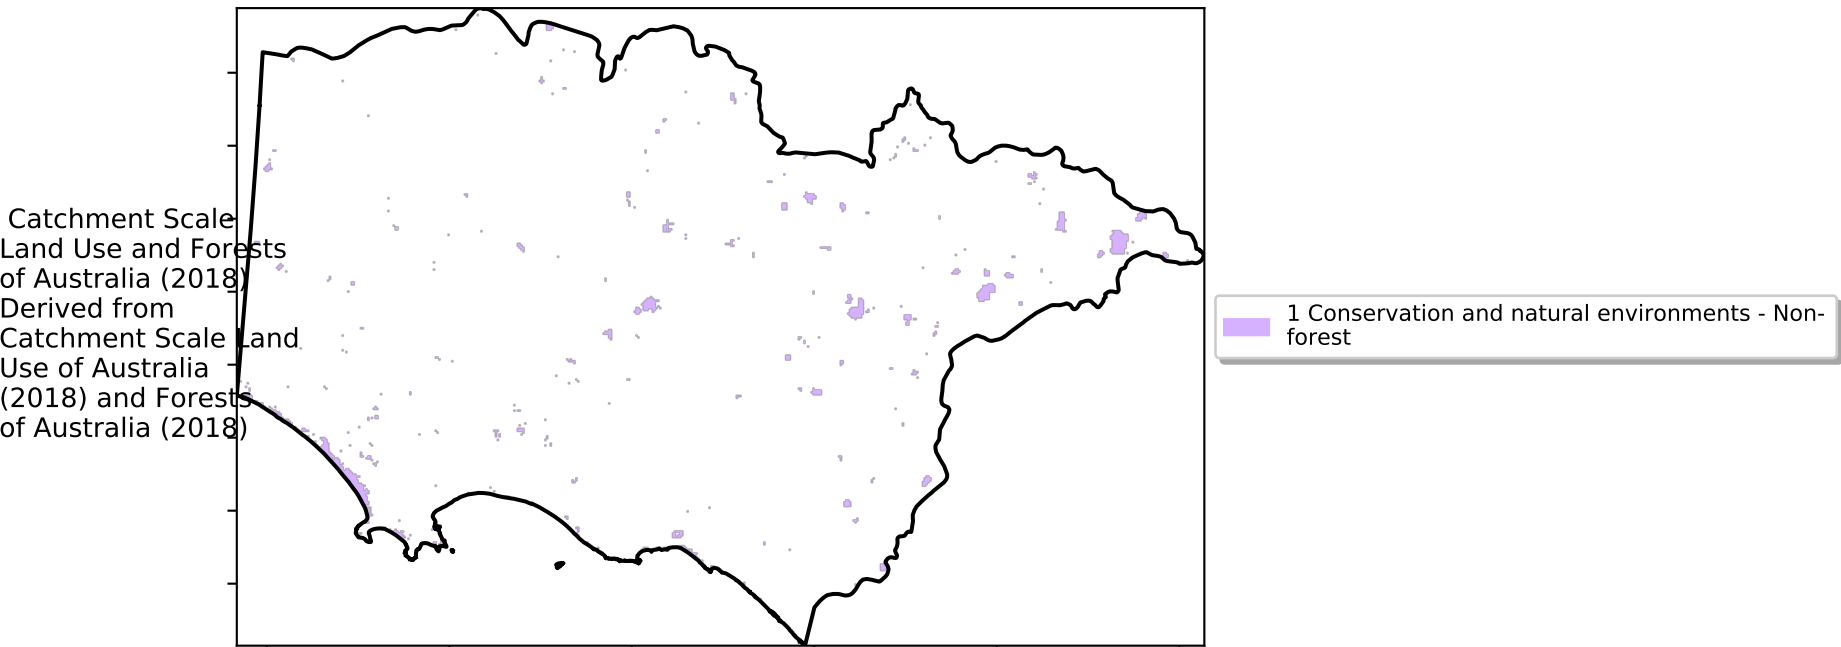 Catchment Scale
Land Use and Forests
of Australia (2018)
Derived from
Catchment Scale Land
Use of Australia
(2018) and Forests
of Australia (2018)
1 Conservation and natural environments - Non-
forest